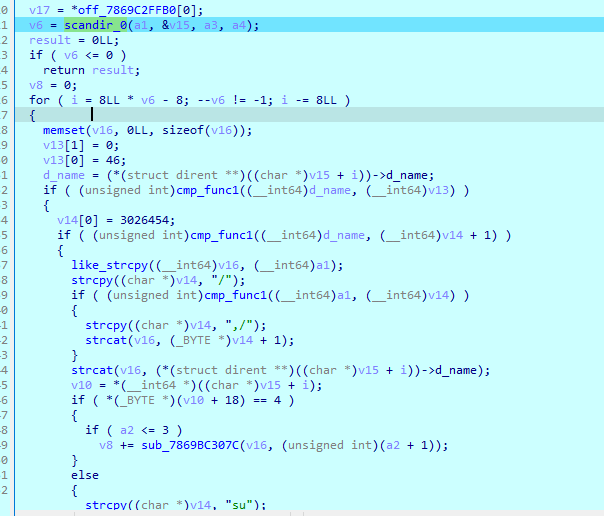 0 v17 = *off_7869C2FFB0[0];
1 v6 = scandir_0(a1, &v15, a3, a4);
2 result = 0LL;
3 if ( v6 <= 0 )
4 return result;
5 v8 = 0;
6 for ( i = 8LL * v6 - 8; --v6 != -1; i -= 8LL )
7 {
8 memset(v16, 0LL, sizeof(v16));
9 v13[1] = 0;
0 v13[0] = 46;
1 d_name = (*(struct dirent **)((char *)v15 + i))->d_name;
2 if ( (unsigned int)cmp_func1((__int64)d_name, (__int64)v13) )
3 {
4 v14[0] = 3026454;
5 if ( (unsigned int)cmp_func1((__int64)d_name, (__int64)v14 + 1) )
6 {
7 like_strcpy((__int64)v16, (__int64)a1);
8 strcpy((char *)v14, "/");
9 if ( (unsigned int)cmp_func1((__int64)a1, (__int64)v14) )
0 {
1 strcpy((char *)v14, ",/");
2 strcat(v16, (_BYTE *)v14 + 1);
3 }
4 strcat(v16, (*(struct dirent **)((char *)v15 + i))->d_name);
5 v10 = *(__int64 *)((char *)v15 + i);
6 if ( *(_BYTE *)(v10 + 18) == 4 )
7 {
8 if ( a2 <= 3 )
9 v8 += sub_7869BC307C(v16, (unsigned int)(a2 + 1));
0 }
1 else
2 {
strcpy((char *)v14, "su");